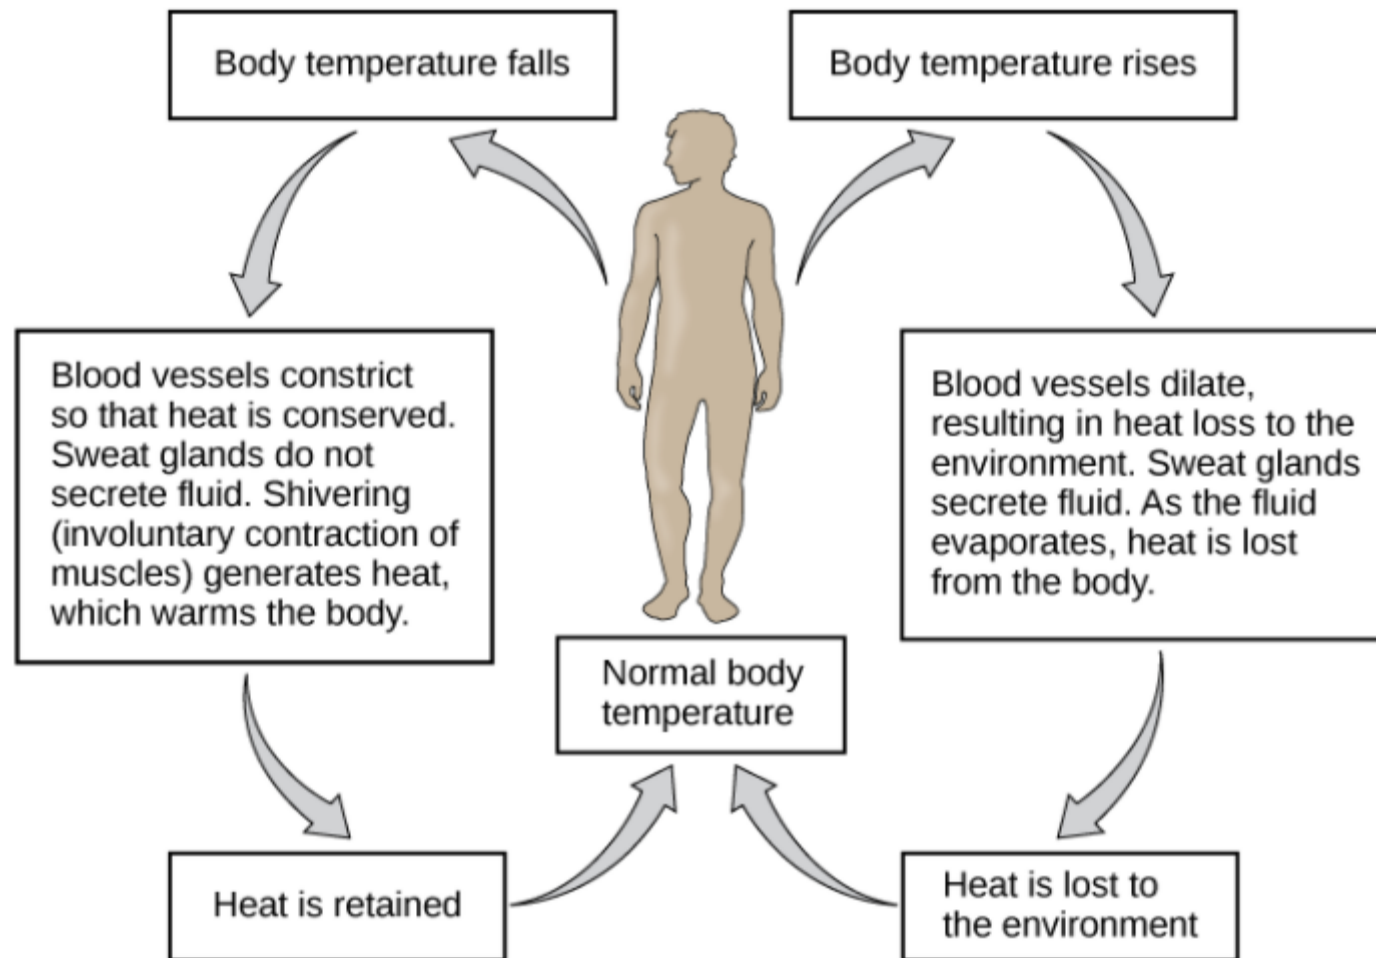 Body temperature falls
Body temperature rises
Blood vessels constrict
so that heat is conserved.
Sweat glands do not
secrete fluid. Shivering
(involuntary contraction of
muscles) generates heat,
which warms the body.
Blood vessels dilate,
resulting in heat loss to the
environment. Sweat glands
secrete fluid. As the fluid
evaporates, heat is lost
from the body.
Normal body
temperature
Heat is retained
Heat is lost to
the environment